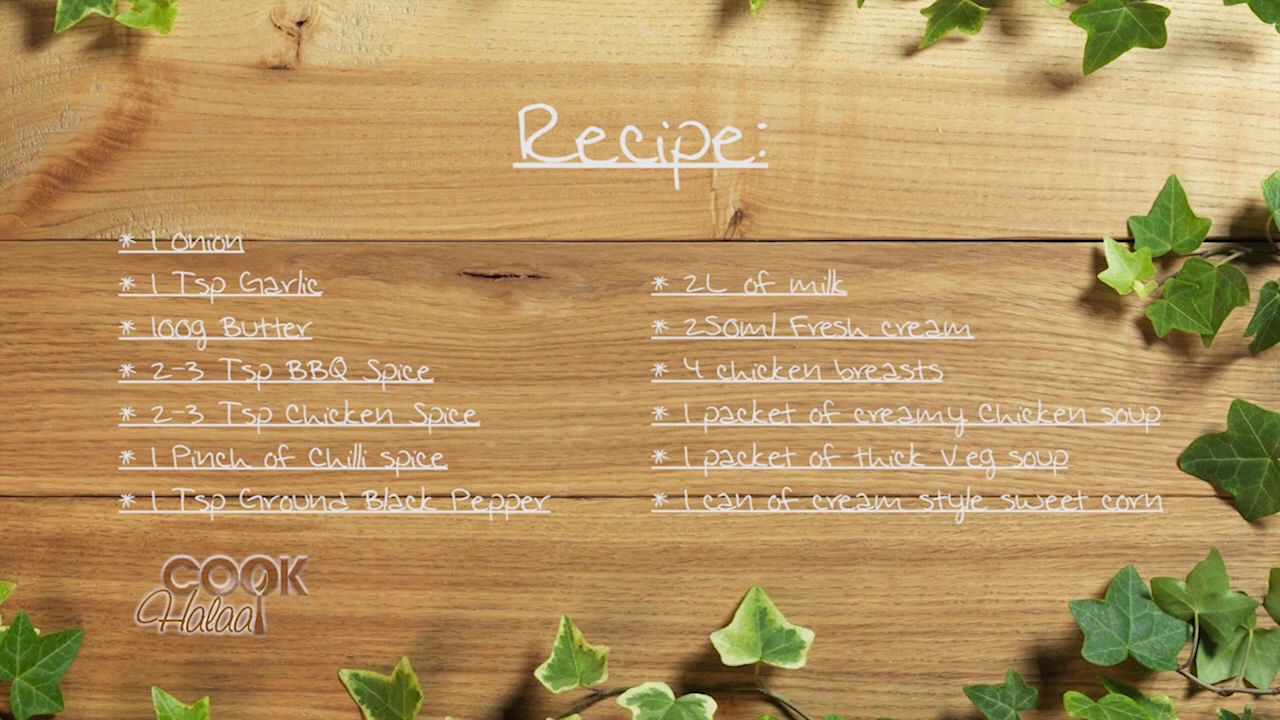 Recipe:
* 1 Onion
* 1 Tsp Garlic
* 100g Butter
* 2-3 Tsp BBQ Spice
* 2-3 Tsp Chicken Spice
* 1 Pinch of Chilli spice
* 1 Tsp Ground Black Pepper
* 2L of milk
* 250ml Fresh cream
* 4 chicken breasts
* 1 packet of creamy Chicken soup
* 1 packet of thick Veg soup
* 1 can of cream style sweet corn
COOK
Halaal